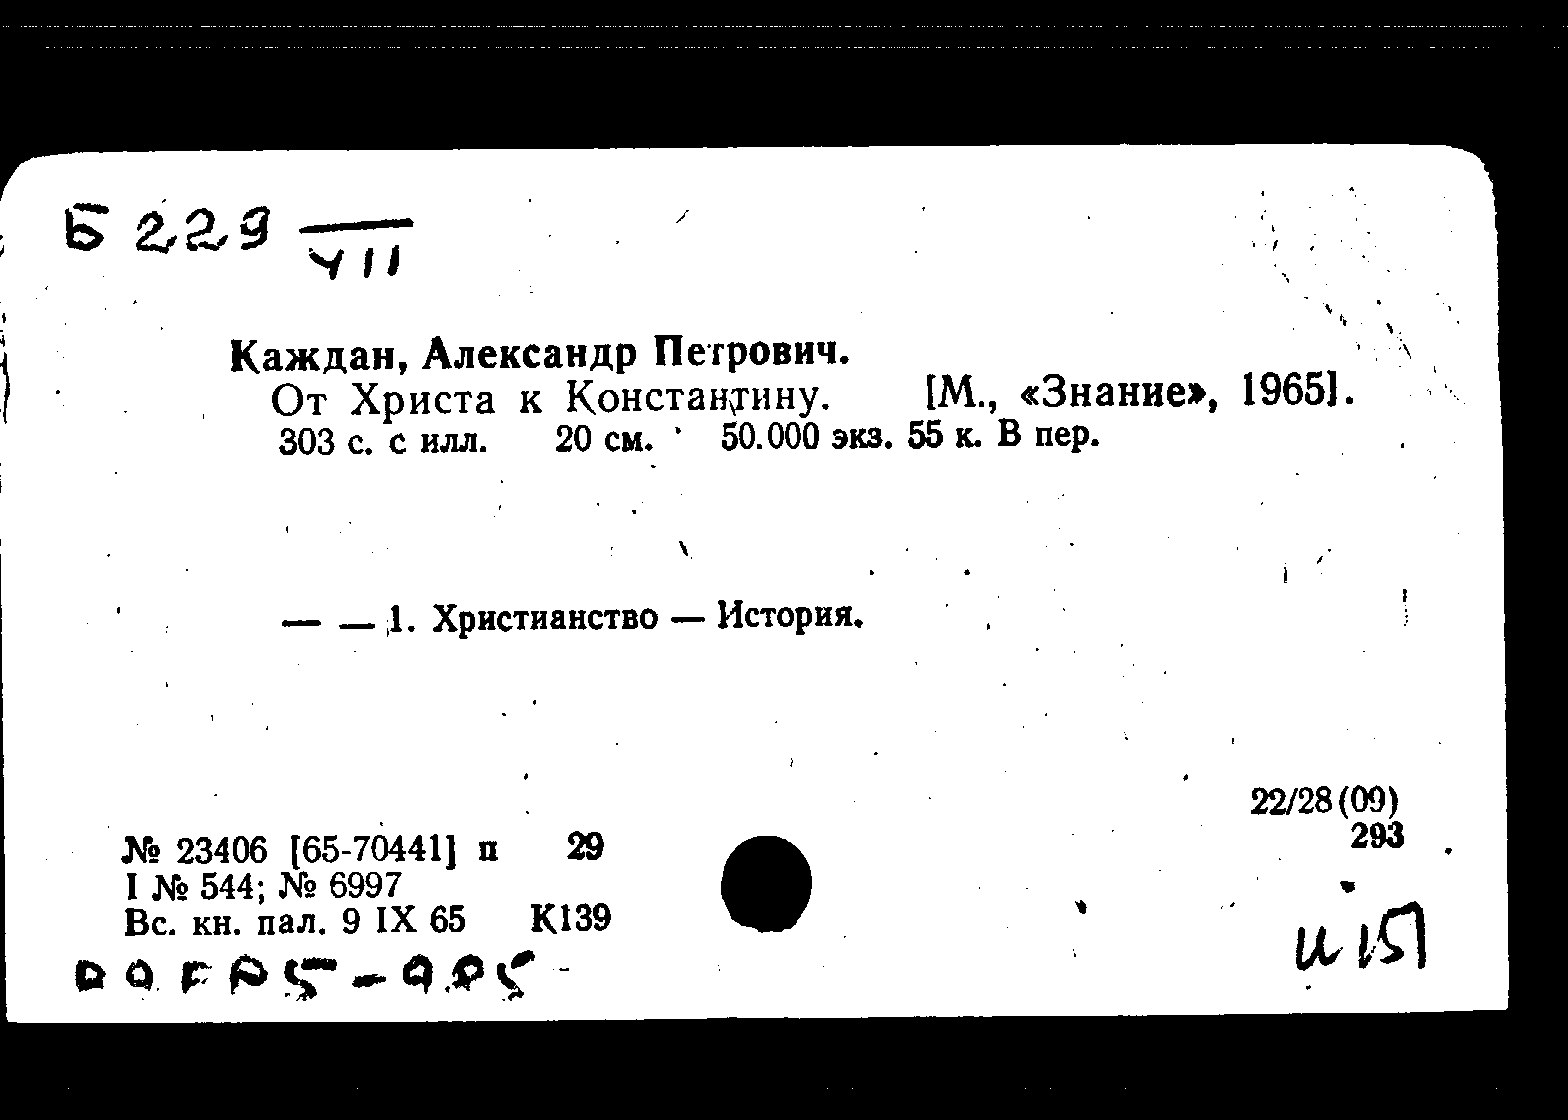 Б 229
VII
Каждан, Александр Петрович.
От Христа к Константину. [М., «Знание», 1965].
303 с. с илл. 20 см. 50.000 экз. 55 к. В пер.
— — 1. Христианство — История.
22/28(09)
293
№ 23406 [65-70441] п 29
I № 544; № 6997
Вс. кн. пал. 9 IX 65 К139